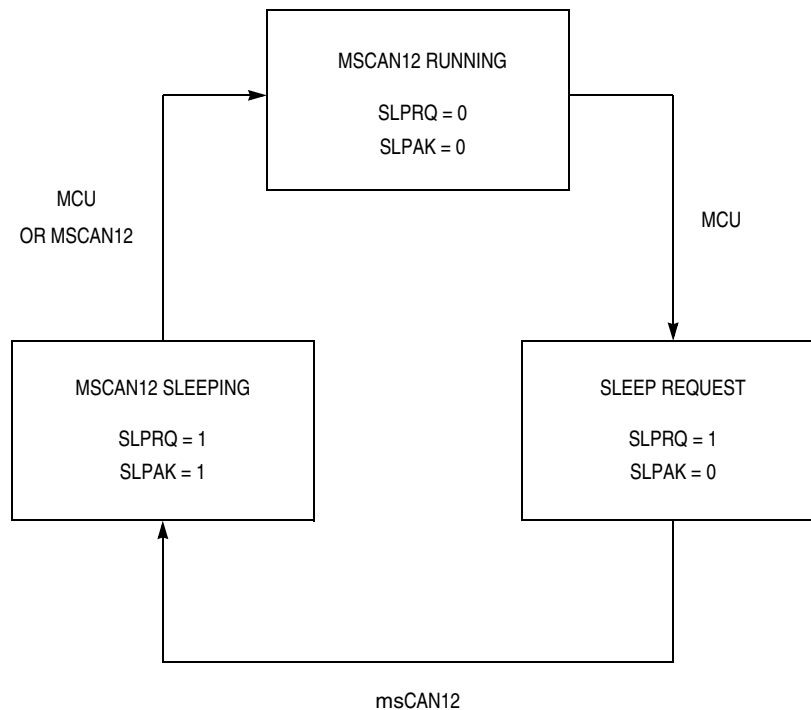 MSCAN12 RUNNING
SLPRQ = 0
SLPAK = 0
MCU
OR MSCAN12
MCU
MSCAN12 SLEEPING
SLPRQ = 1
SLPAK = 1
SLEEP REQUEST
SLPRQ = 1
SLPAK = 0
msCAN12